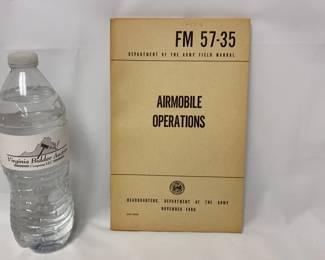 FM 57-35
DEPARTMENT OF THE ARMY FIELD MANUAL
AIRMOBILE
OPERATIONS
HEADQUARTERS, DEPARTMENT OF THE ARMY
NOVEMBER 1960
Virginia Bidder Auction